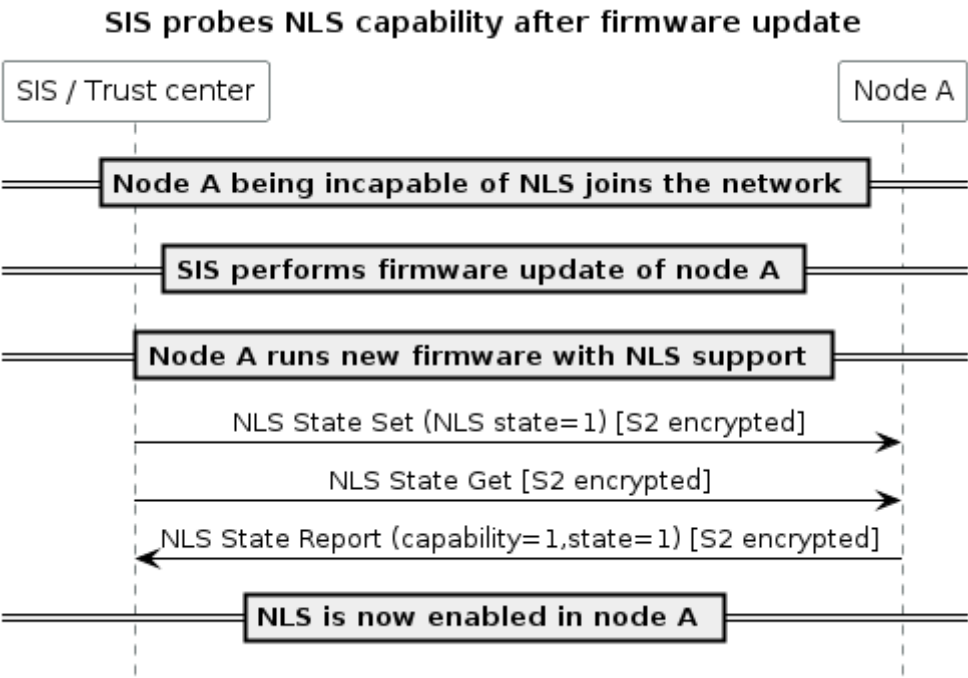 SIS probes NLS capability after firmware update
SIS / Trust center
Node A
Node A being incapable of NLS joins the network
SIS performs firmware update of node A
Node A runs new firmware with NLS support
NLS State Set (NLS state=1) [S2 encrypted]
NLS State Get [S2 encrypted]
NLS State Report (capability=1,state=1) [S2 encrypted]
NLS is now enabled in node A